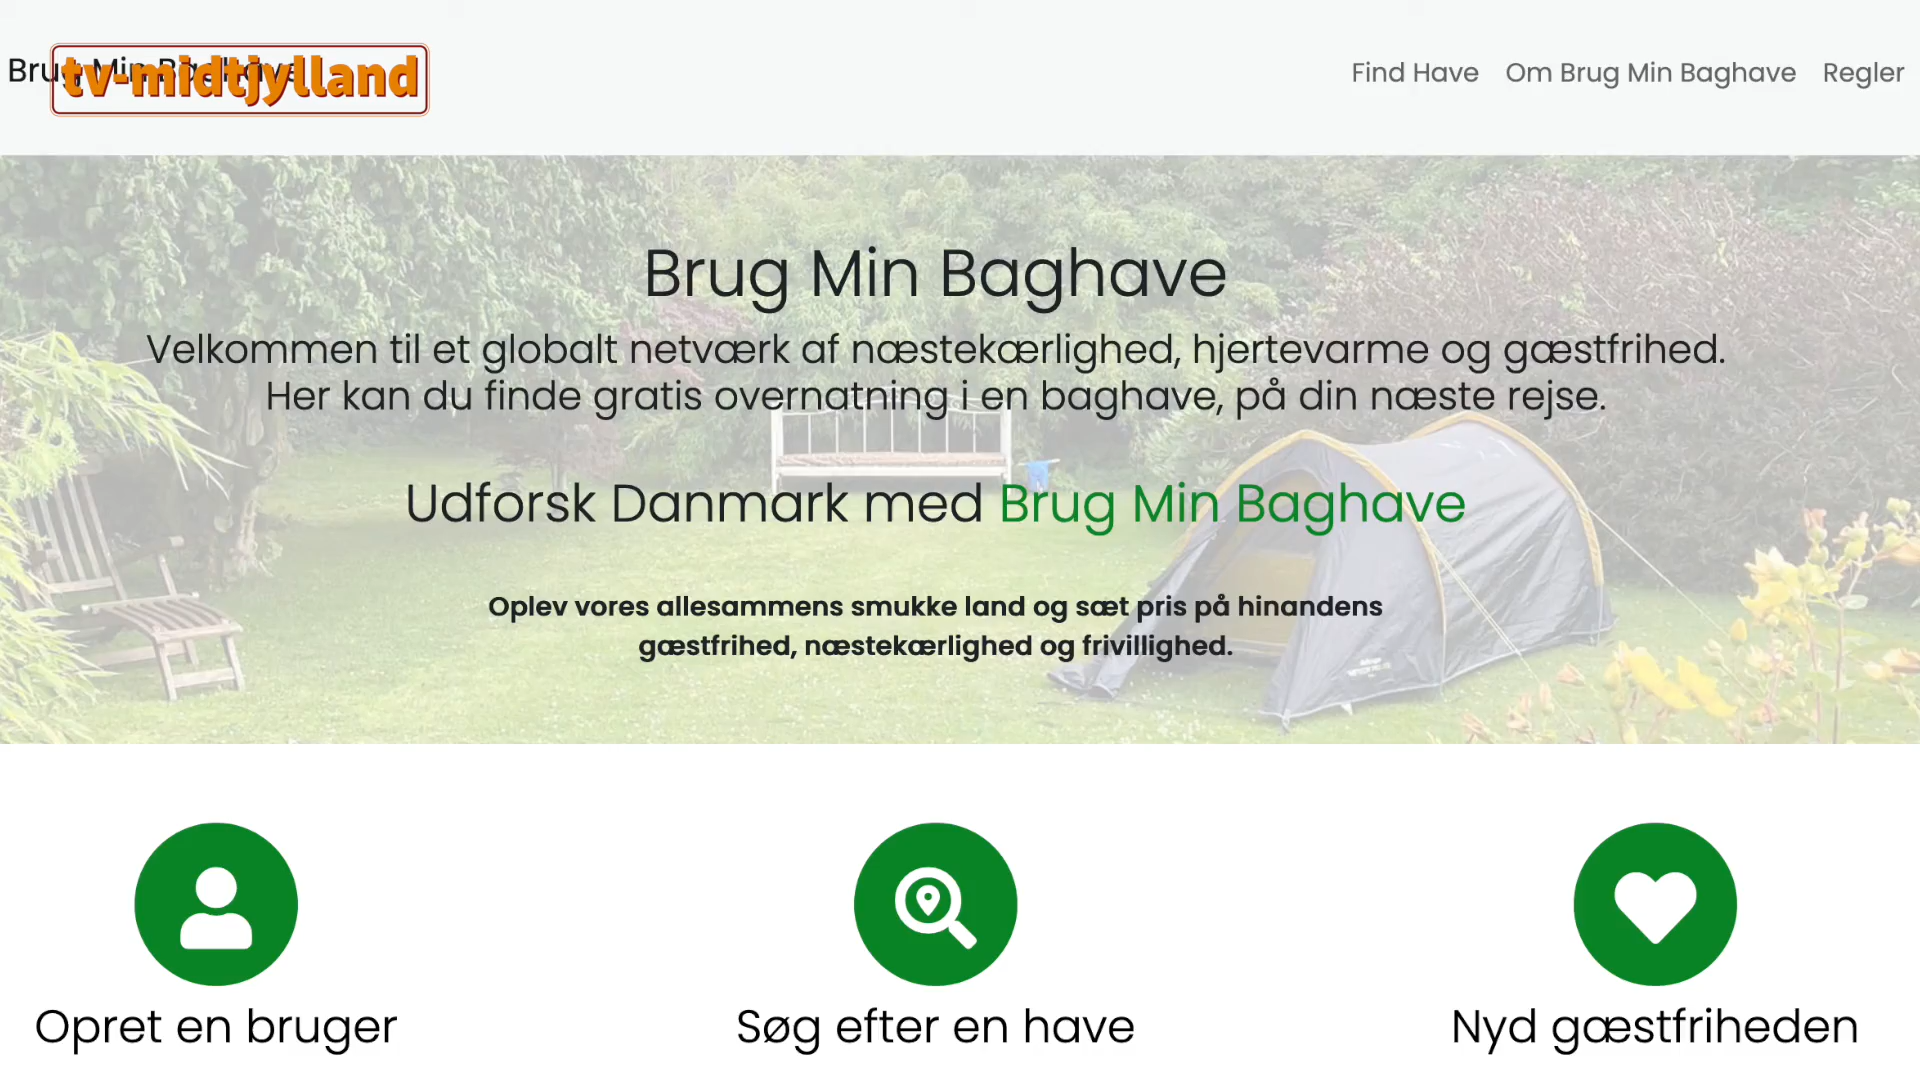 Brug Min Baghave
tv-midtjylland
Find Have
Om Brug Min Baghave
Regler
Brug Min Baghave
Velkommen til et globalt netværk af næstekærlighed, hjertevarme og gæstfrihed.
Her kan du finde gratis overnatning i en baghave, på din næste rejse.
Udforsk Danmark med Brug Min Baghave
Oplev vores allesammens smukke land og sæt pris på hinandens
gæstfrihed, næstekærlighed og frivillighed.
Opret en bruger
Søg efter en have
Nyd gæstfriheden